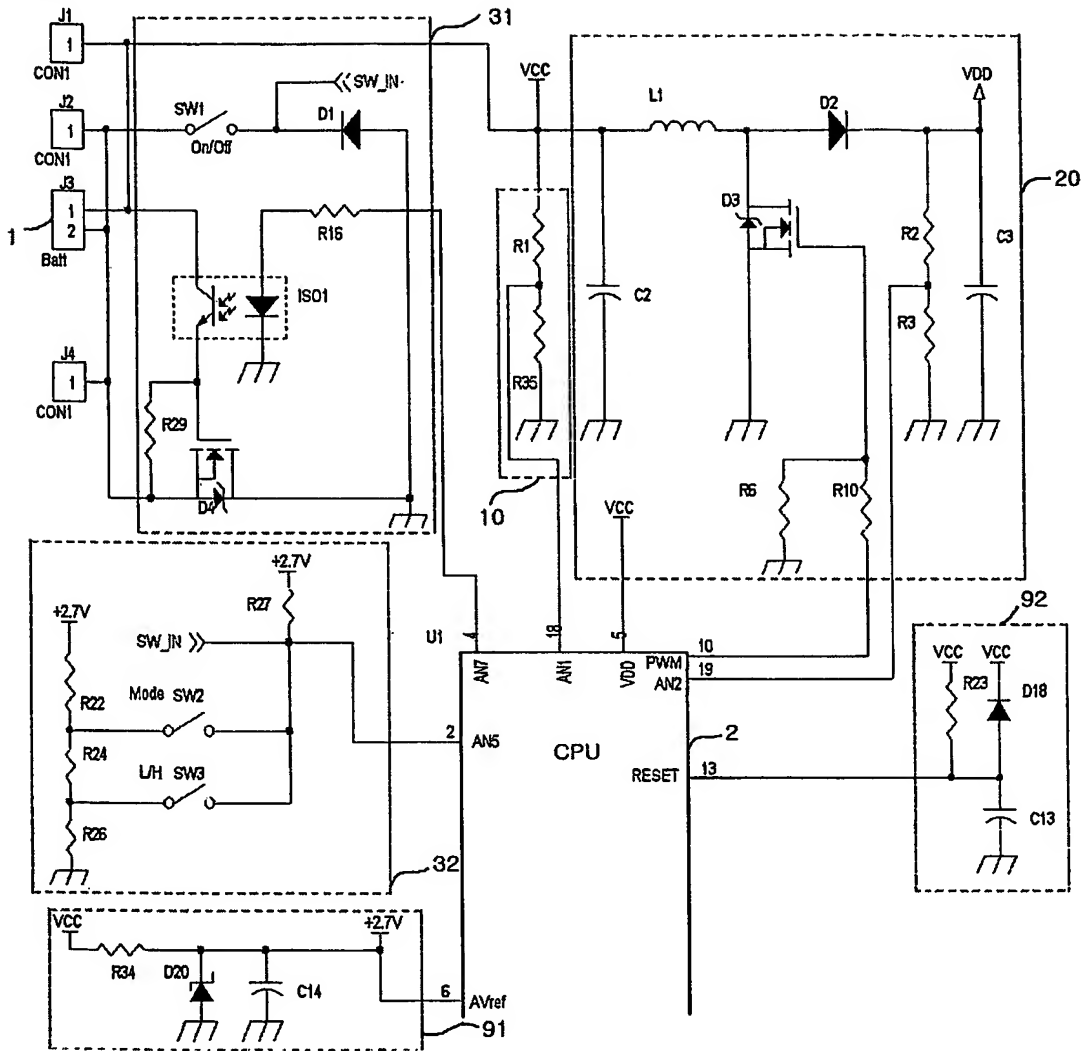 J1
1
CON1
31
VCC
SW_IN
J2
1
CON1
SW1
On/Off
D1
L1
D2
VDD
20
J3
1
2
Batt
1
R16
R1
D3
R2
C3
ISO1
C2
R3
R35
J4
1
CON1
R29
D4
10
R6
R10
VCC
+2.7V
R27
+2.7V
SW_IN
R22
Mode SW2
R24
L/H SW3
R26
32
U1
4
18
5
AN7
AN1
VDD
PWM
10
AN2
19
2
AN5
CPU
2
RESET
13
92
VCC
VCC
R23
D18
C13
VCC
+2.7V
R34
D20
C14
6
AVref
91